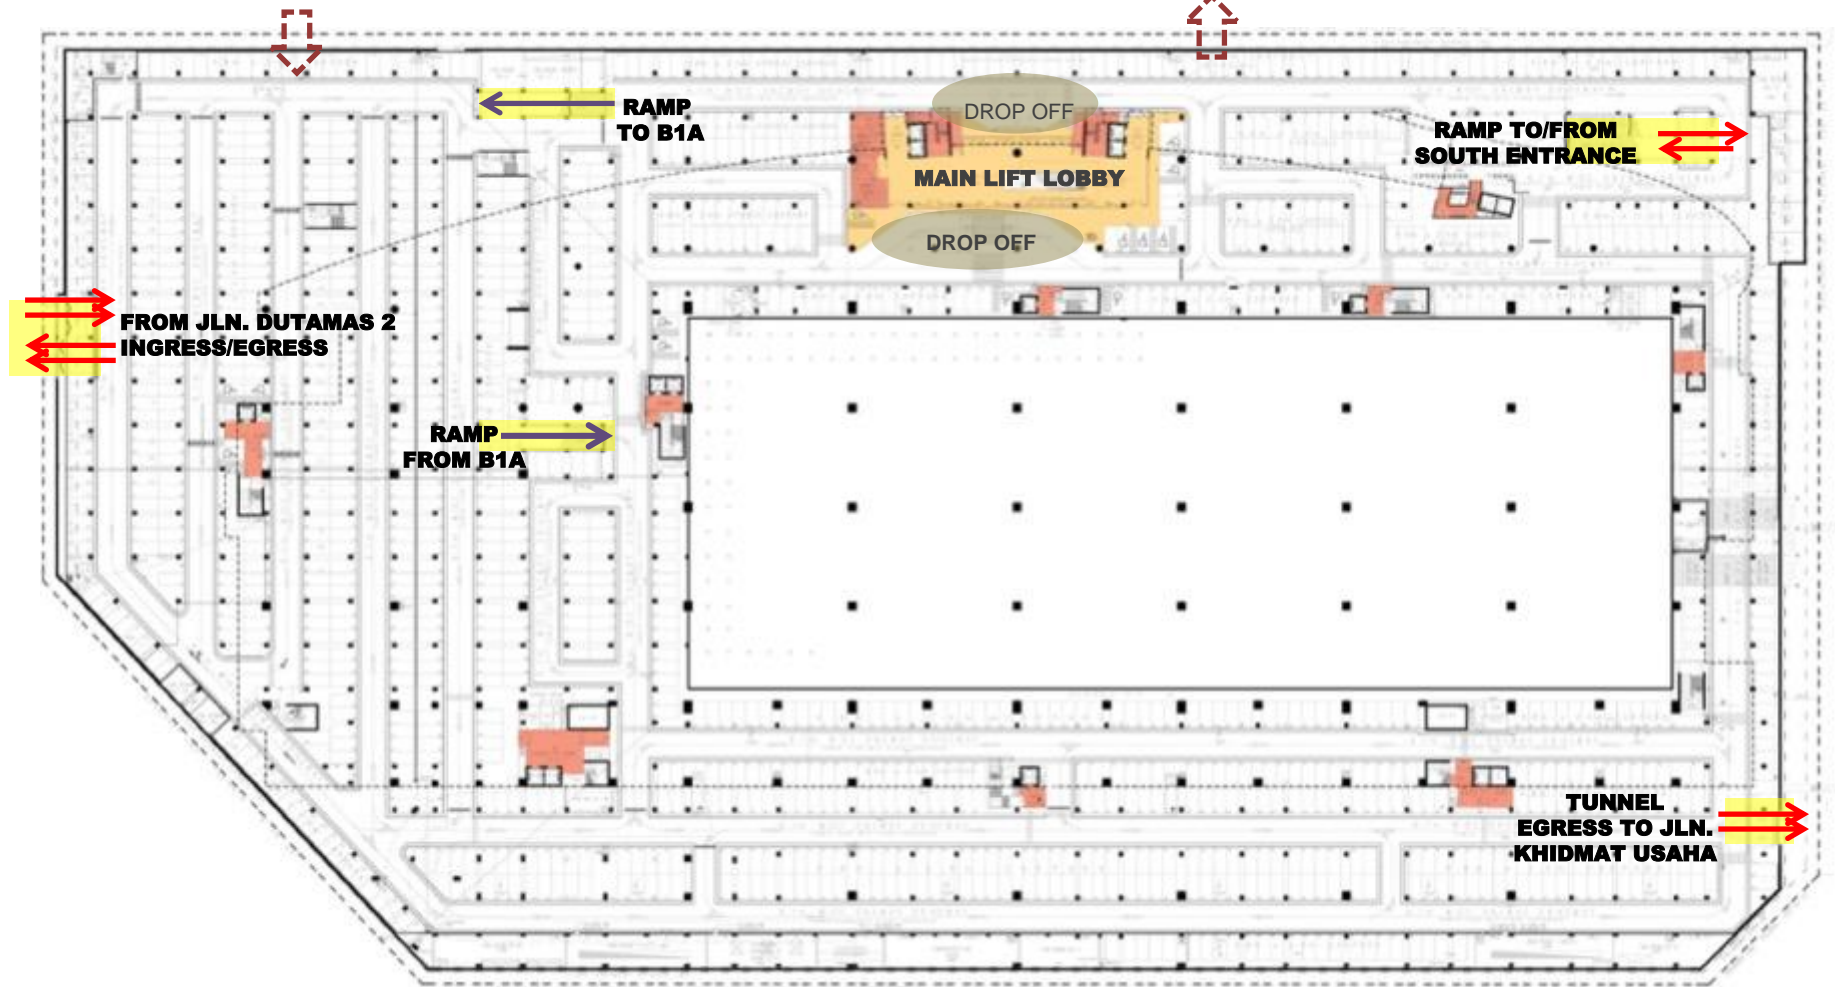 DROP OFF
RAMP
TO B1A
RAMP TO/FROM
SOUTH ENTRANCE
MAIN LIFT LOBBY
DROP OFF
FROM JLN. DUTAMAS 2
INGRESS/EGRESS
RAMP
FROM B1A
TUNNEL
EGRESS TO JLN.
KHIDMAT USAHA